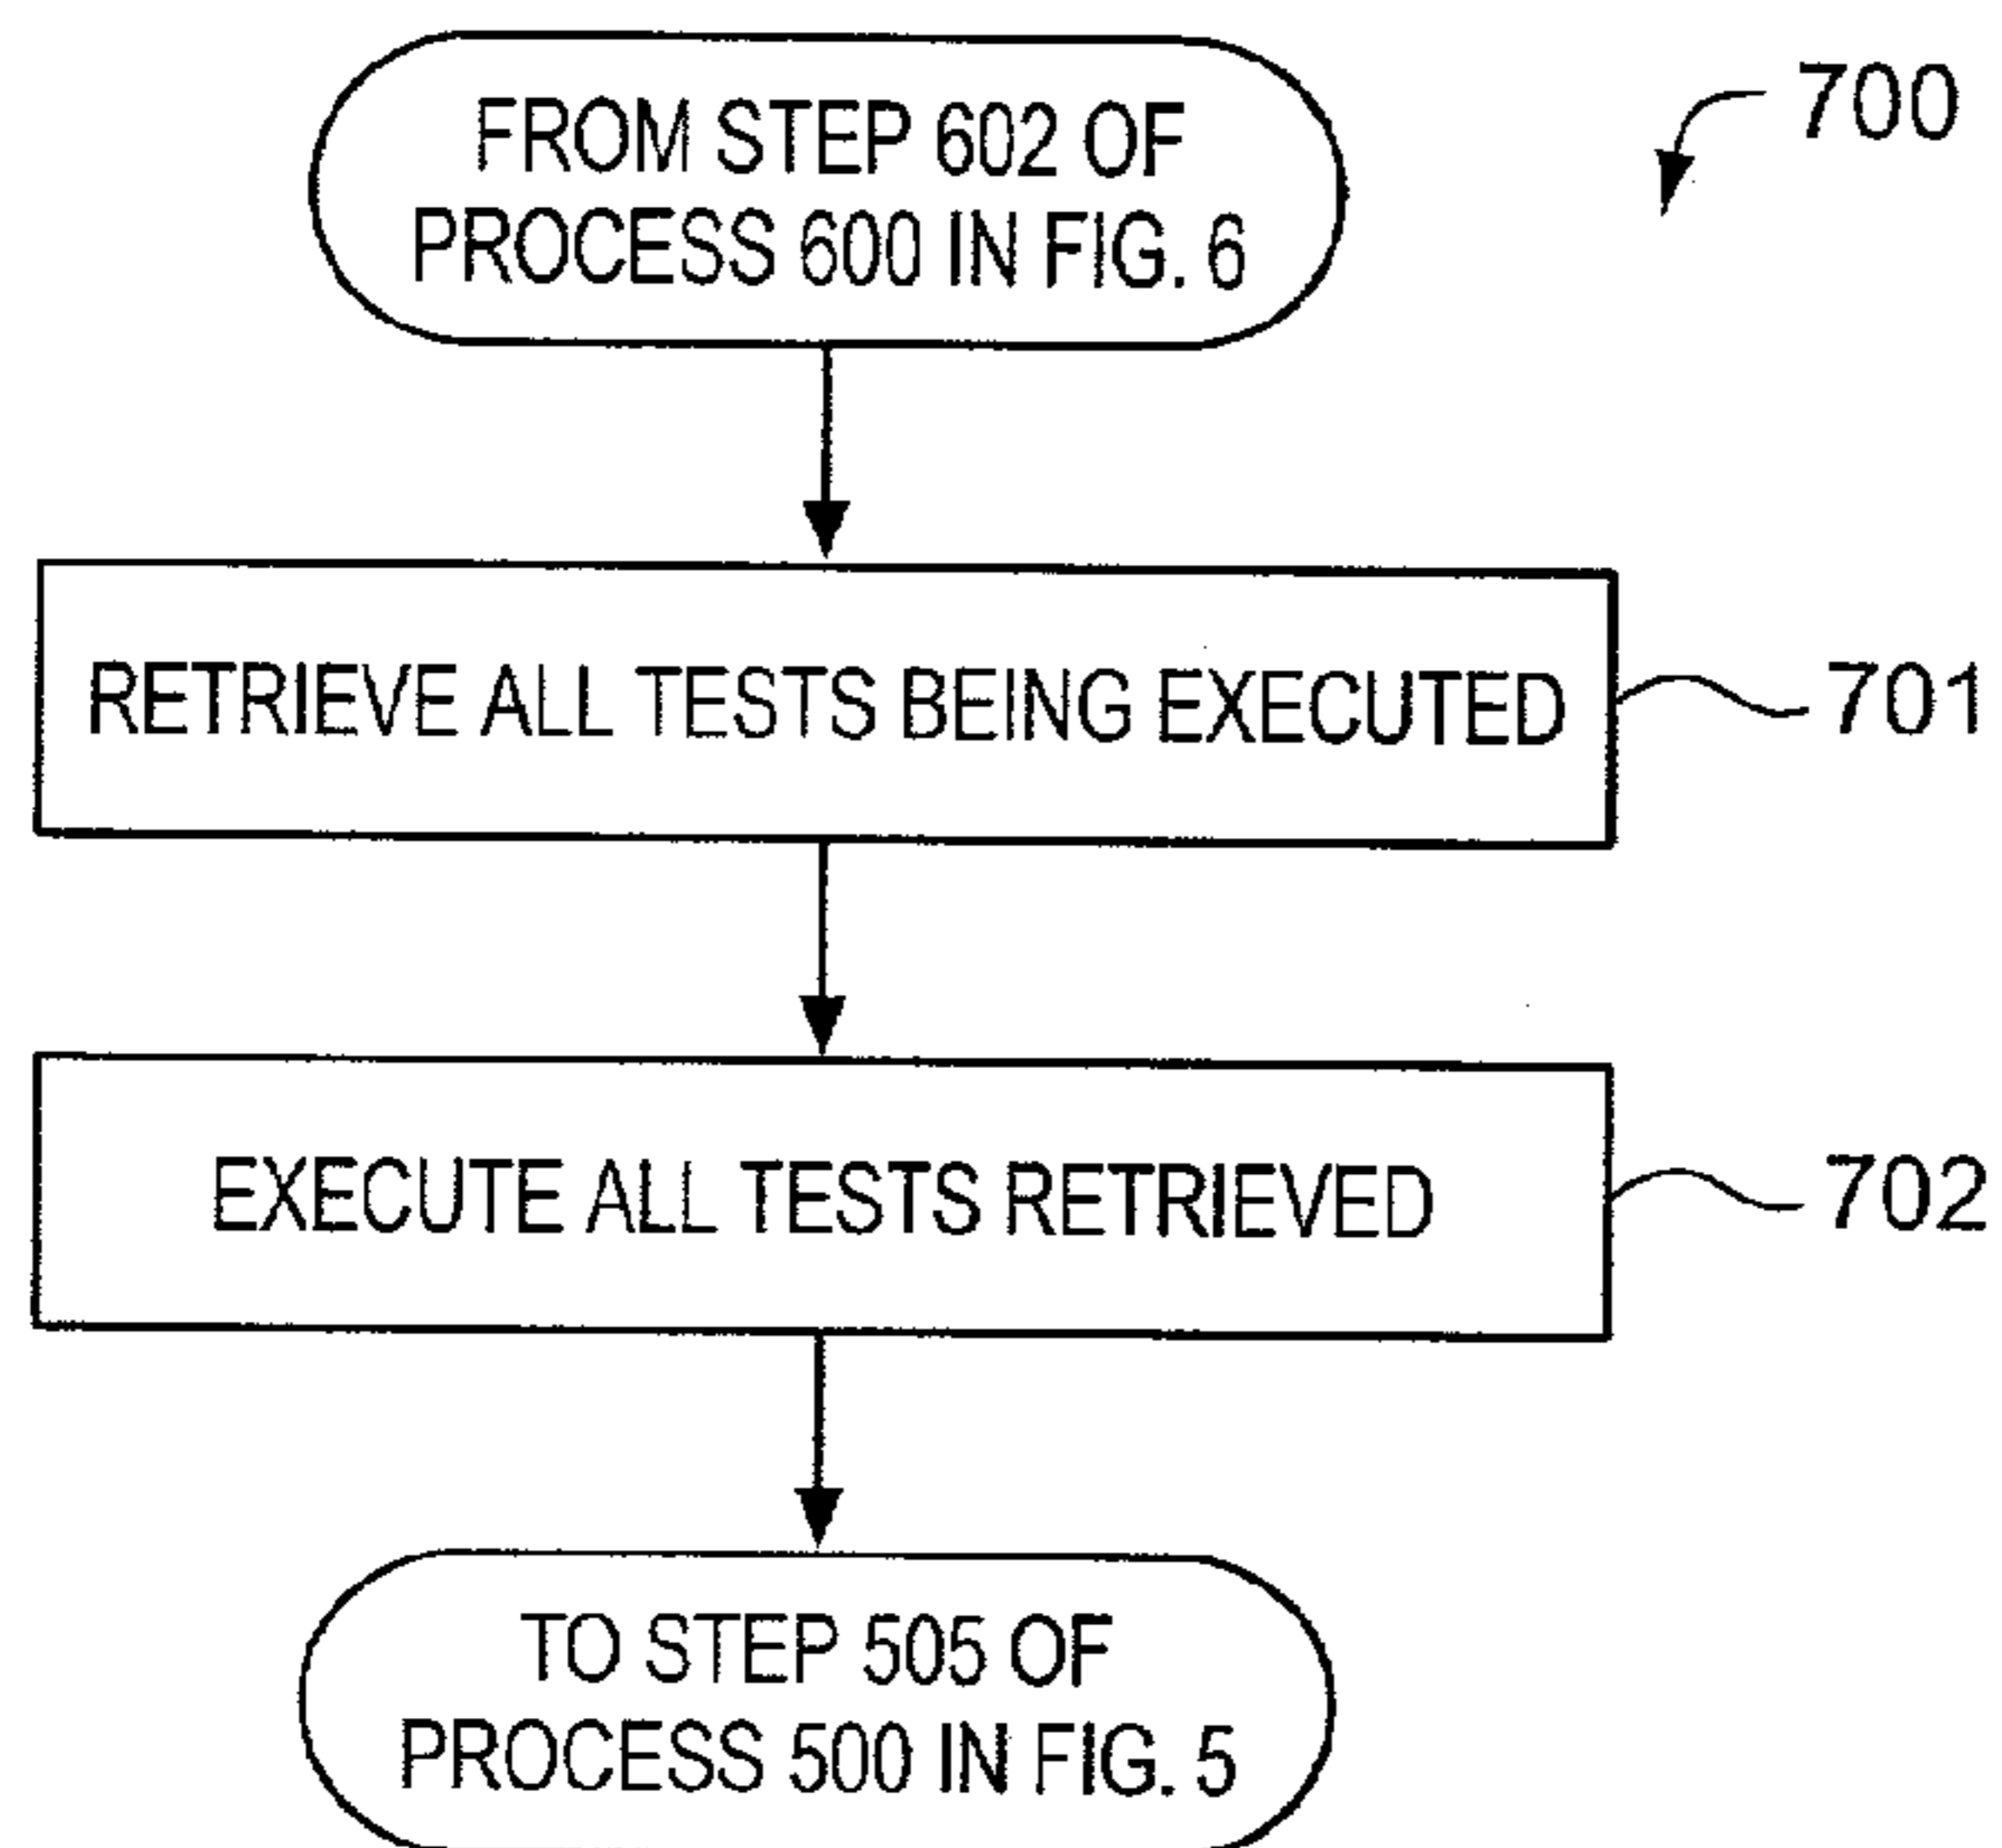 FROM STEP 602 OF
PROCESS 600 IN FIG. 6
700
RETRIEVE ALL TESTS BEING EXECUTED
701
EXECUTE ALL TESTS RETRIEVED
702
TO STEP 505 OF
PROCESS 500 IN FIG. 5